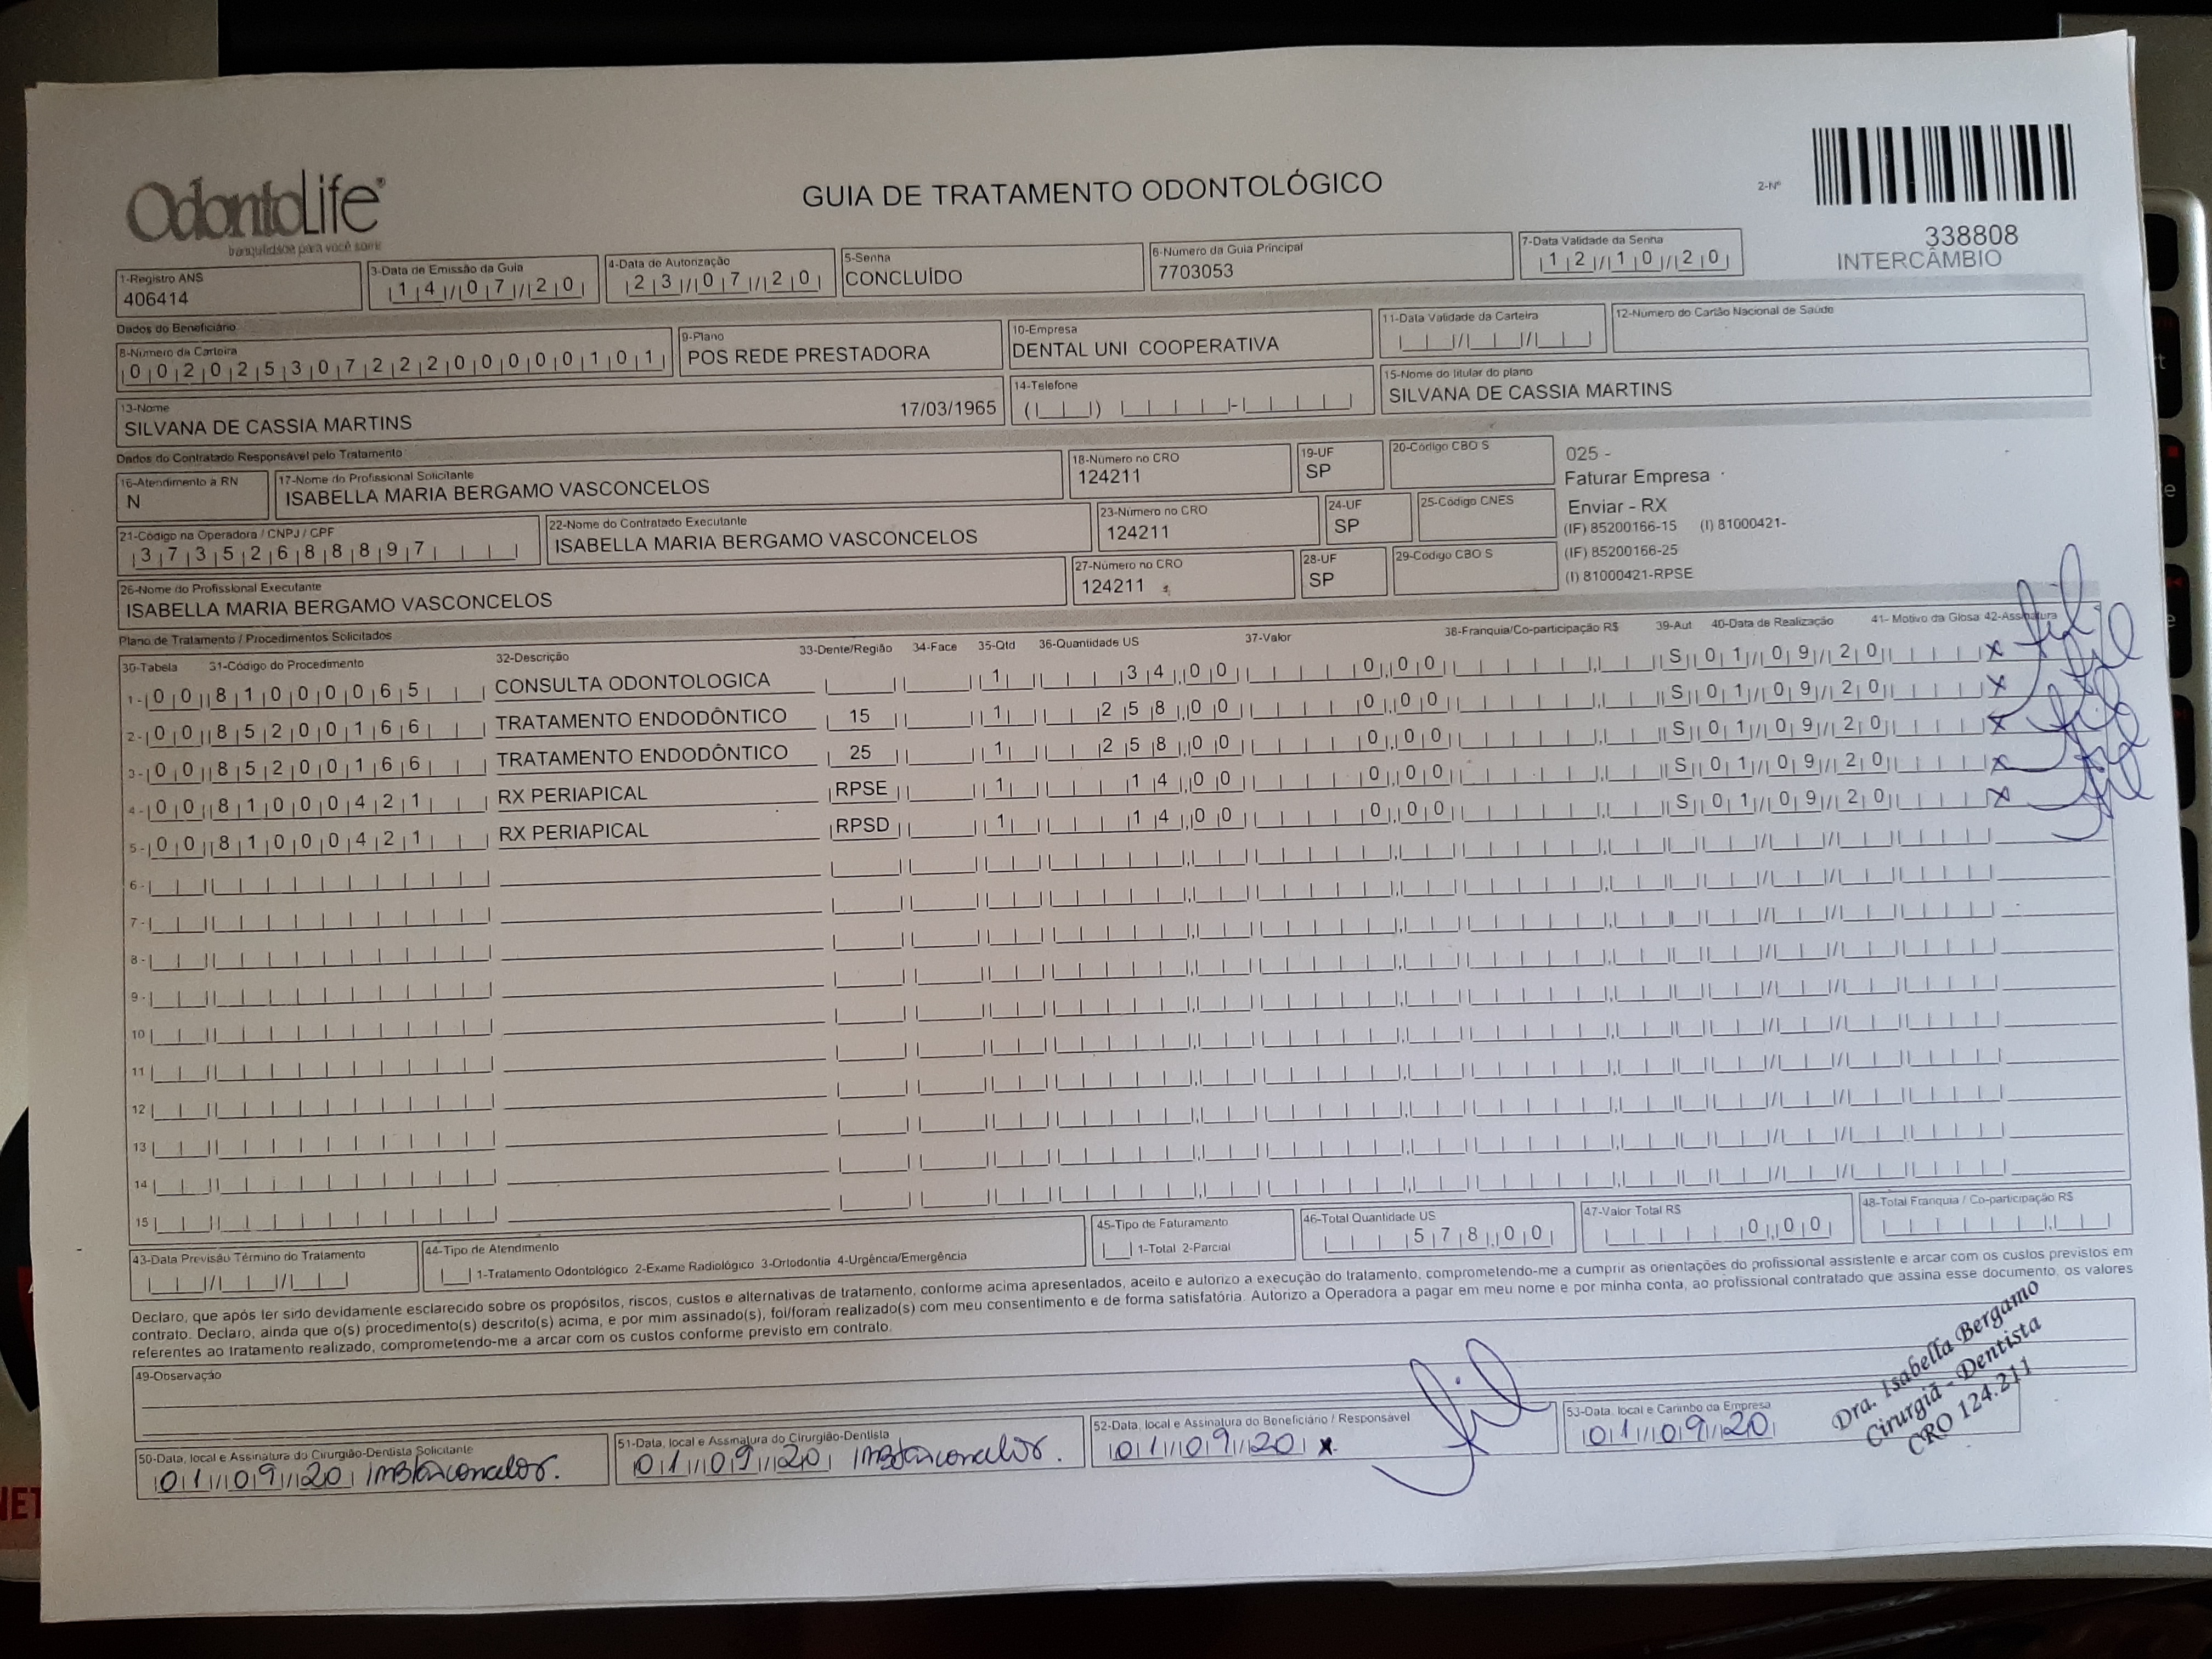 OdontoLife®
tranquilidade para você sorrir
GUIA DE TRATAMENTO ODONTOLÓGICO
2-Nº
338808
INTERCÂMBIO
1-Registro ANS
406414
3-Data de Emissão da Guia
14/07/20
4-Data de Autorização
23/07/20
5-Senha
CONCLUÍDO
6-Número da Guia Principal
7703053
7-Data Validade da Senha
12/10/20
Dados do Beneficiário
8-Número da Carteira
00202530722200000101
9-Plano
POS REDE PRESTADORA
10-Empresa
DENTAL UNI COOPERATIVA
11-Data Validade da Carteira
12-Número do Cartão Nacional de Saúde
13-Nome
SILVANA DE CASSIA MARTINS 17/03/1965
14-Telefone
15-Nome do titular do plano
SILVANA DE CASSIA MARTINS
Dados do Contratado Responsável pelo Tratamento
16-Atendimento à RN
N
17-Nome do Profissional Solicitante
ISABELLA MARIA BERGAMO VASCONCELOS
18-Número no CRO
124211
19-UF
SP
20-Código CBO S
025 -
Faturar Empresa
Enviar - RX
(IF) 85200166-15 (I) 81000421-
(IF) 85200166-25
(I) 81000421-RPSE
21-Código na Operadora / CNPJ / CPF
37352688897
22-Nome do Contratado Executante
ISABELLA MARIA BERGAMO VASCONCELOS
23-Número no CRO
124211
24-UF
SP
25-Código CNES
26-Nome do Profissional Executante
ISABELLA MARIA BERGAMO VASCONCELOS
27-Número no CRO
124211
28-UF
SP
29-Código CBO S
Plano de Tratamento / Procedimentos Solicitados
30-Tabela 31-Código do Procedimento 32-Descrição 33-Dente/Região 34-Face 35-Qtd 36-Quantidade US 37-Valor 38-Franquia/Co-participação R$ 39-Aut 40-Data de Realização 41- Motivo da Glosa 42-Assinatura
1- 00 81000065 CONSULTA ODONTOLOGICA 1 34,00 0,00 S 01/09/20 x
2- 00 85200166 TRATAMENTO ENDODÔNTICO 15 1 258,00 0,00 S 01/09/20 x
3- 00 85200166 TRATAMENTO ENDODÔNTICO 25 1 258,00 0,00 S 01/09/20 x
4- 00 81000421 RX PERIAPICAL RPSE 1 14,00 0,00 S 01/09/20 x
5- 00 81000421 RX PERIAPICAL RPSD 1 14,00 0,00 S 01/09/20 x
6-
7-
8-
9-
10
11
12
13
14
15
43-Data Previsão Término do Tratamento
44-Tipo de Atendimento
1-Tratamento Odontológico 2-Exame Radiológico 3-Ortodontia 4-Urgência/Emergência
45-Tipo de Faturamento
1-Total 2-Parcial
46-Total Quantidade US
578,00
47-Valor Total R$
0,00
48-Total Franquia / Co-participação R$
Declaro, que após ter sido devidamente esclarecido sobre os propósitos, riscos, custos e alternativas de tratamento, conforme acima apresentados, aceito e autorizo a execução do tratamento, comprometendo-me a cumprir as orientações do profissional assistente e arcar com os custos previstos em
contrato. Declaro, ainda que o(s) procedimento(s) descrito(s) acima, e por mim assinado(s), foi/foram realizado(s) com meu consentimento e de forma satisfatória. Autorizo a Operadora a pagar em meu nome e por minha conta, ao profissional contratado que assina esse documento, os valores
referentes ao tratamento realizado, comprometendo-me a arcar com os custos conforme previsto em contrato.
49-Observação
50-Data, local e Assinatura do Cirurgião-Dentista Solicitante
01/09/20 IMBVasconcelos.
51-Data, local e Assinatura do Cirurgião-Dentista
01/09/20 IMBVasconcelos.
52-Data, local e Assinatura do Beneficiário / Responsável
01/09/20 x
53-Data, local e Carimbo da Empresa
01/09/20
Dra. Isabella Bergamo
Cirurgiã - Dentista
CRO 124.211